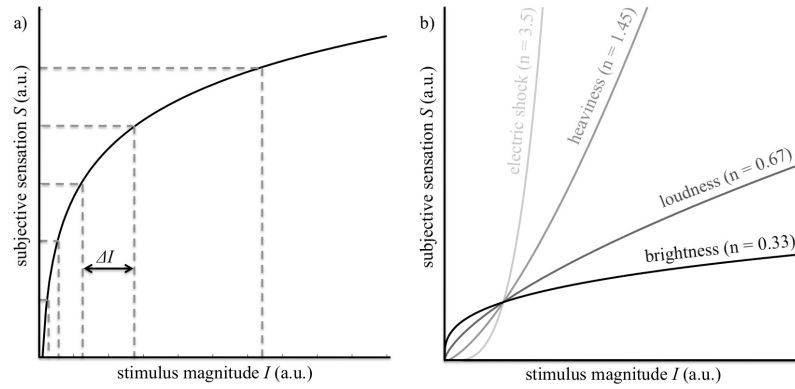 a)
subjective sensation S (a.u.)
ΔI
stimulus magnitude I (a.u.)
b)
subjective sensation S (a.u.)
electric shock (n = 3.5)
heaviness (n = 1.45)
loudness (n = 0.67)
brightness (n = 0.33)
stimulus magnitude I (a.u.)